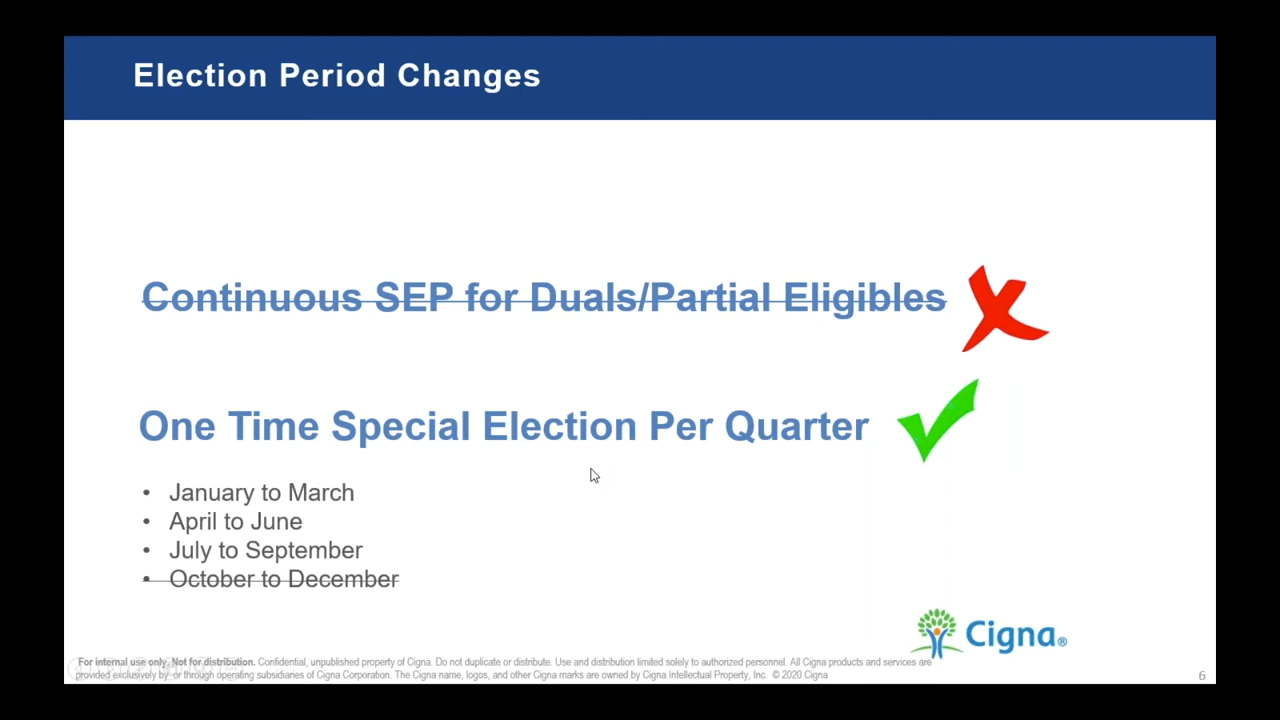 Election Period Changes
Continuous SEP for Duals/Partial Eligibles
One Time Special Election Per Quarter
• January to March
• April to June
• July to September
• October to December
Cigna®
For internal use only. Not for distribution. Confidential, unpublished property of Cigna. Do not duplicate or distribute. Use and distribution limited solely to authorized personnel. All Cigna products and services are
provided exclusively by or through operating subsidiaries of Cigna Corporation. The Cigna name, logos, and other Cigna marks are owned by Cigna Intellectual Property, Inc. © 2020 Cigna
6